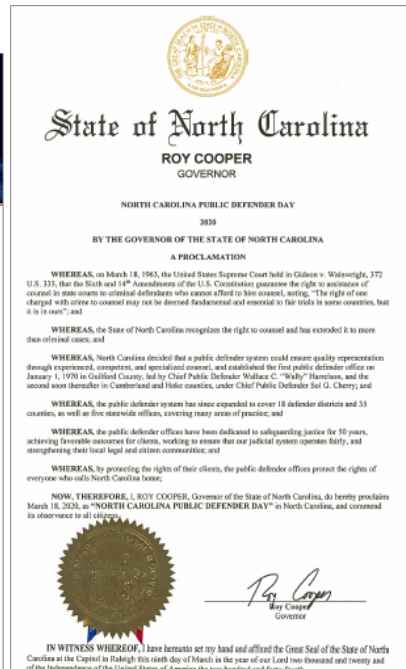 State of North Carolina
ROY COOPER
GOVERNOR
NORTH CAROLINA PUBLIC DEFENDER DAY
2020
BY THE GOVERNOR OF THE STATE OF NORTH CAROLINA
A PROCLAMATION
WHEREAS, on March 18, 1963, the United States Supreme Court held in Gideon v. Wainwright, 372
U.S. 335, that the Sixth and 14th Amendments of the U.S. Constitution guarantee the right to assistance of
counsel in state courts to criminal defendants who cannot afford to hire counsel, noting, "The right of one
charged with crime to counsel may not be deemed fundamental and essential to fair trials in some countries, but
it is in ours"; and
WHEREAS, the State of North Carolina recognizes the right to counsel and has extended it to more
than criminal cases; and
WHEREAS, North Carolina decided that a public defender system could ensure quality representation
through experienced, competent, and specialized counsel, and established the first public defender office on
January 1, 1970 in Guilford County, led by Chief Public Defender Wallace C. "Wally" Harrelson, and the
second soon thereafter in Cumberland and Hoke counties, under Chief Public Defender Sol G. Cherry; and
WHEREAS, the public defender system has since expanded to cover 18 defender districts and 35
counties, as well as five statewide offices, covering many areas of practice; and
WHEREAS, the public defender offices have been dedicated to safeguarding justice for 50 years,
achieving favorable outcomes for clients, working to ensure that our judicial system operates fairly, and
strengthening their local legal and citizen communities; and
WHEREAS, by protecting the rights of their clients, the public defender offices protect the rights of
everyone who calls North Carolina home;
NOW, THEREFORE, I, ROY COOPER, Governor of the State of North Carolina, do hereby proclaim
March 18, 2020, as "NORTH CAROLINA PUBLIC DEFENDER DAY" in North Carolina, and commend
its observance to all citizens.
Roy Cooper
Roy Cooper
Governor
IN WITNESS WHEREOF, I have hereunto set my hand and affixed the Great Seal of the State of North
Carolina at the Capitol in Raleigh this ninth day of March in the year of our Lord two thousand and twenty and
of the Independence of the United States of America the two hundred and forty-fourth.